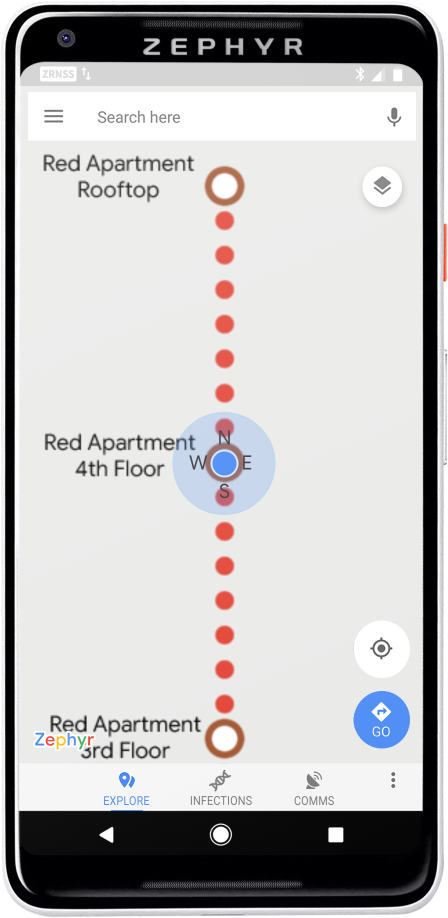 ZEPHYR
ZRNSS
Search here
Red Apartment
Rooftop
N
Red Apartment
W E
4th Floor
S
GO
Red Apartment
Zephyr
3rd Floor
EXPLORE INFECTIONS COMMS